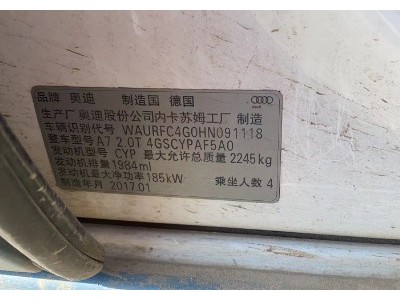 品牌 奥迪 制造国 德国
生产厂 奥迪股份公司内卡苏姆工厂 制造
车辆识别代号 WAURFC4G0HN091118
整车型号 A7 2.0T 4GSCYPAF5A0
发动机型号 CYP 最大允许总质量 2245kg
发动机排量 1984ml
发动机最大净功率 185kW 乘坐人数 4
制造年月 2017.01